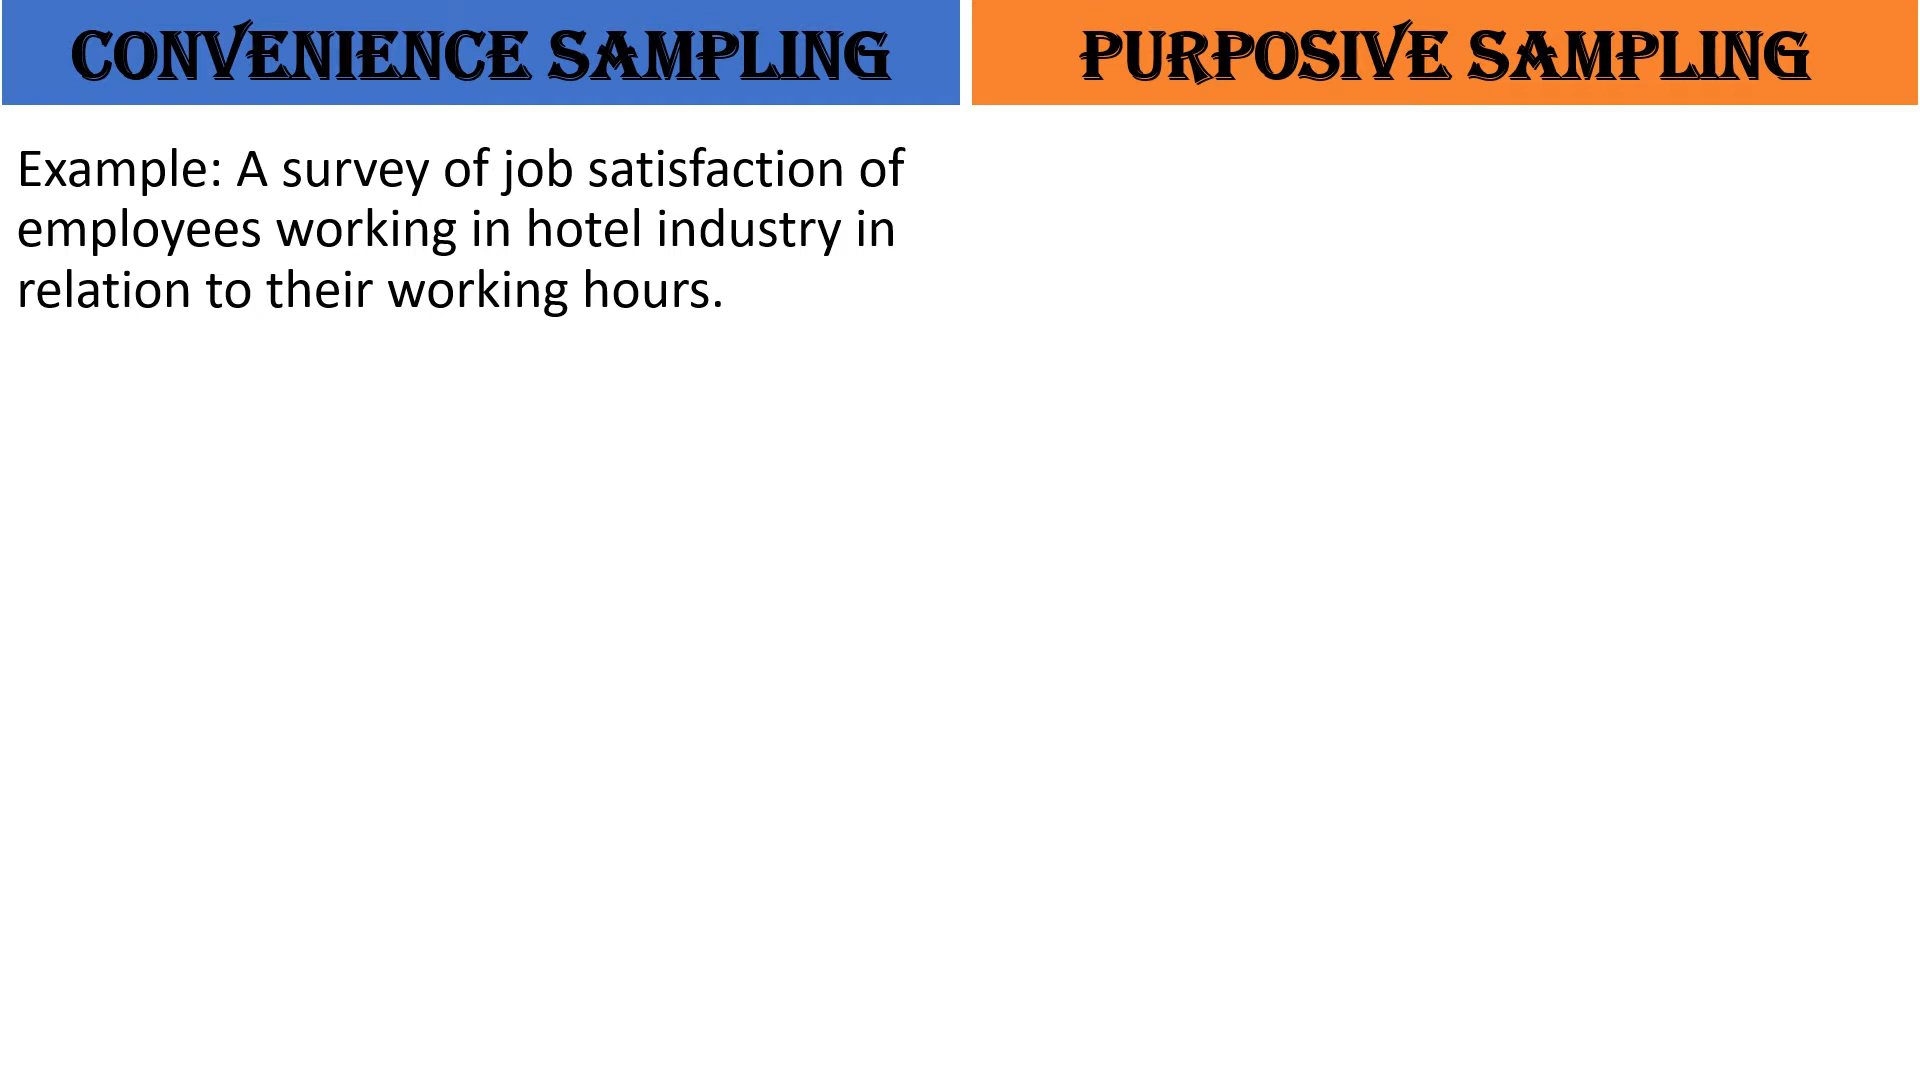 CONVENIENCE SAMPLING
PURPOSIVE SAMPLING
Example: A survey of job satisfaction of
employees working in hotel industry in
relation to their working hours.